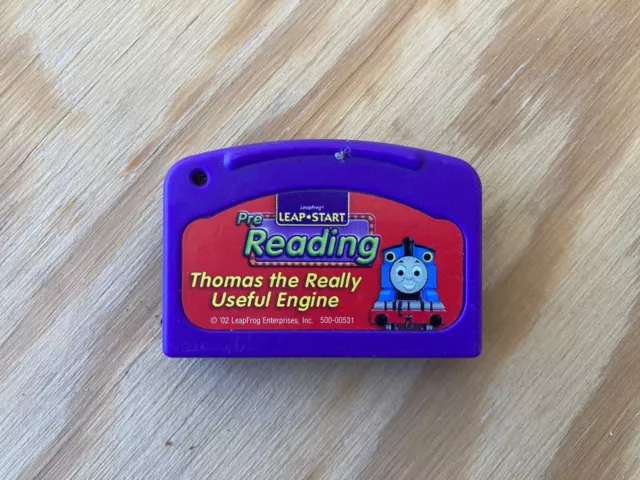 LeapFrog®
LEAP•START
Pre
Reading
Thomas the Really
Useful Engine
© '02 LeapFrog Enterprises, Inc. 500-00531